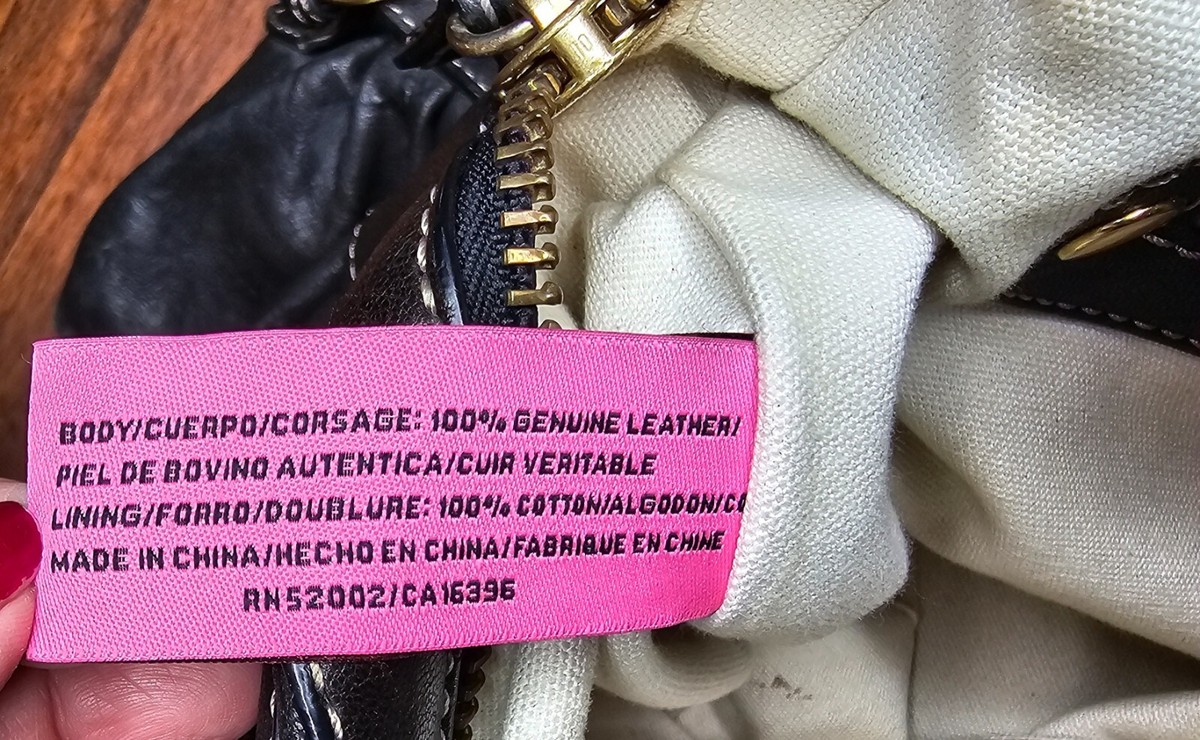 BODY/CUERPO/CORSAGE: 100% GENUINE LEATHER/
PIEL DE BOVINO AUTENTICA/CUIR VERITABLE
LINING/FORRO/DOUBLURE: 100% COTTON/ALGODON/CO
MADE IN CHINA/HECHO EN CHINA/FABRIQUE EN CHINE
RN52002/CA16396